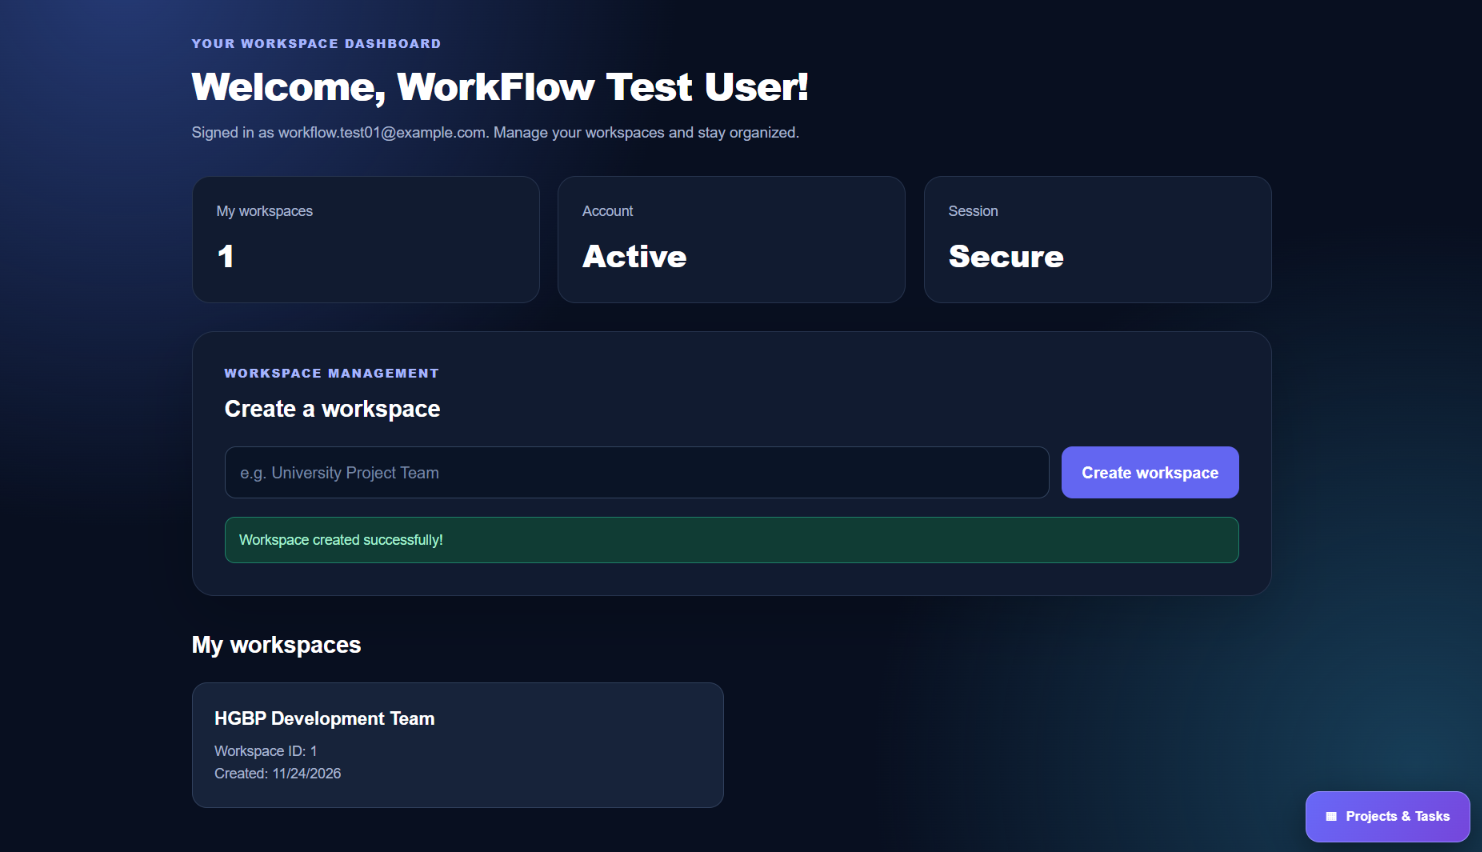 YOUR WORKSPACE DASHBOARD
Welcome, WorkFlow Test User!
Signed in as workflow.test01@example.com. Manage your workspaces and stay organized.
My workspaces
1
Account
Active
Session
Secure
WORKSPACE MANAGEMENT
Create a workspace
e.g. University Project Team
Create workspace
Workspace created successfully!
My workspaces
HGBP Development Team
Workspace ID: 1
Created: 11/24/2026
Projects & Tasks